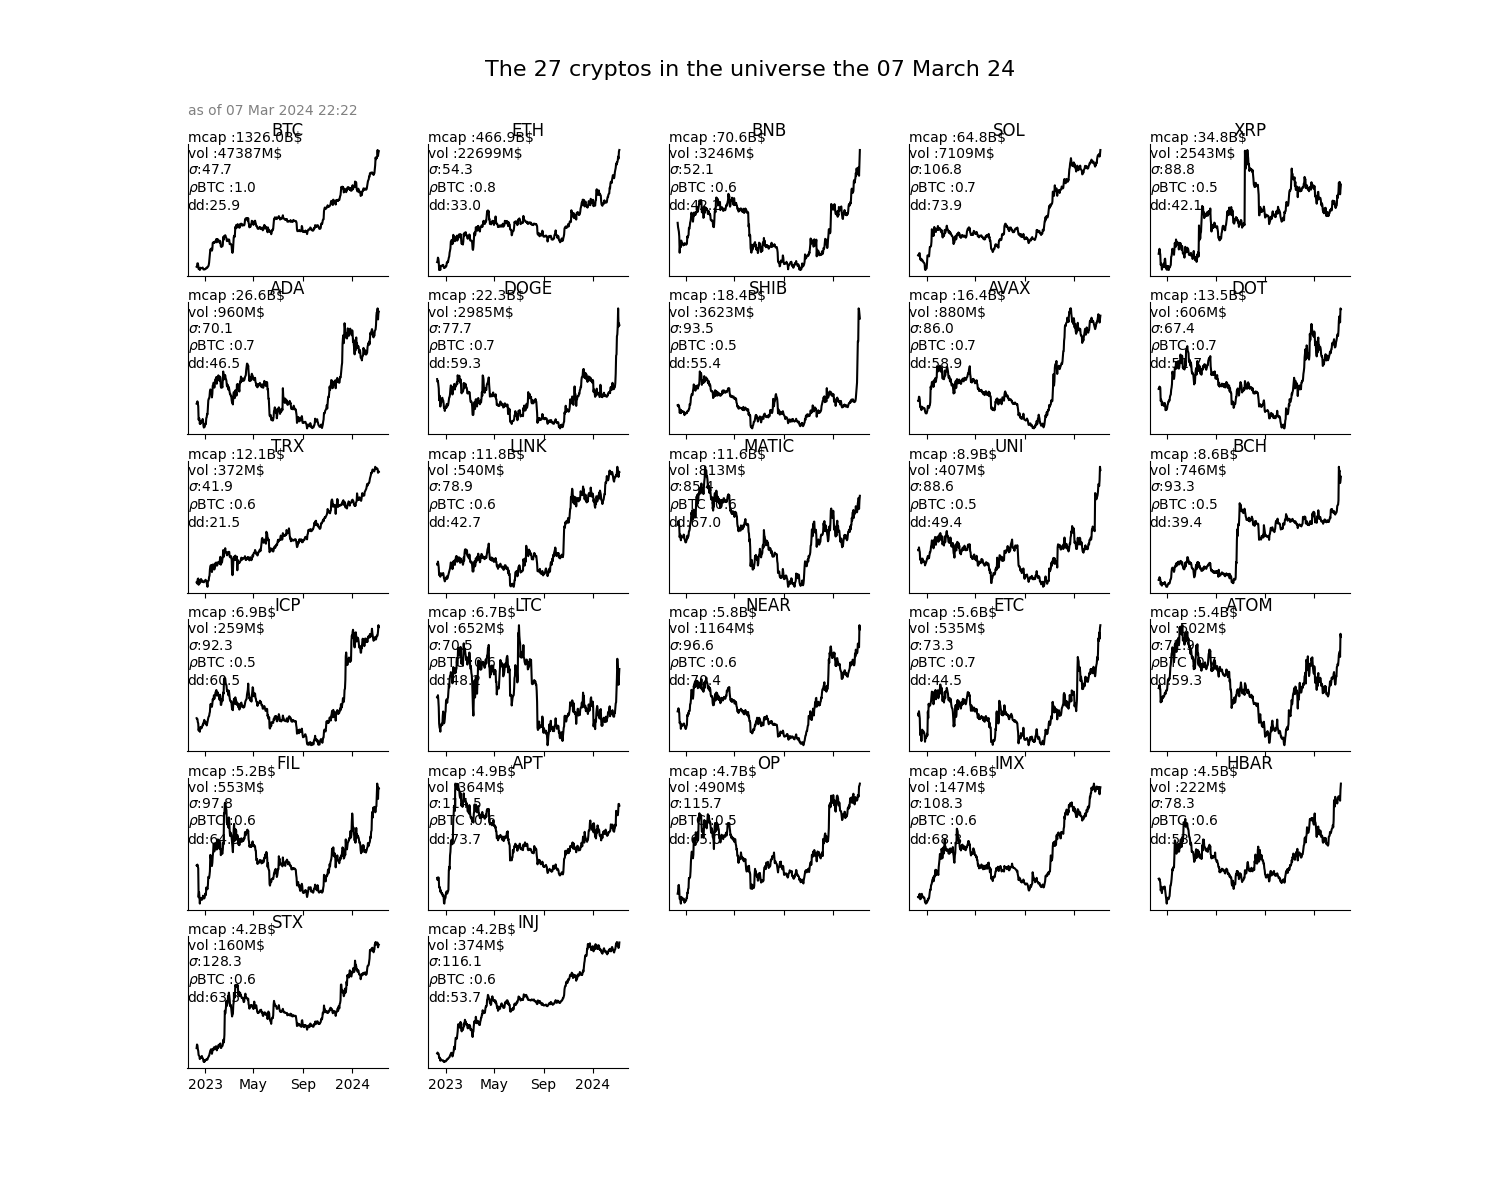 The 27 cryptos in the universe the 07 March 24
as of 07 Mar 2024 22:22
BTC
mcap :1326.0B$
vol :47387M$
σ:47.7
ρBTC :1.0
dd:25.9
ETH
mcap :466.9B$
vol :22699M$
σ:54.3
ρBTC :0.8
dd:33.0
BNB
mcap :70.6B$
vol :3246M$
σ:52.1
ρBTC :0.6
SOL
mcap :64.8B$
vol :7109M$
σ:106.8
ρBTC :0.7
dd:73.9
XRP
mcap :34.8B$
vol :2543M$
σ:88.8
ρBTC :0.5
dd:42.1
ADA
mcap :26.6B$
vol :960M$
σ:70.1
ρBTC :0.7
dd:46.5
DOGE
mcap :22.3B$
vol :2985M$
σ:77.7
ρBTC :0.7
dd:59.3
SHIB
mcap :18.4B$
vol :3623M$
σ:93.5
ρBTC :0.5
dd:55.4
AVAX
mcap :16.4B$
vol :880M$
σ:86.0
ρBTC :0.7
dd:58.9
DOT
mcap :13.5B$
vol :606M$
σ:67.4
ρBTC :0.7
TRX
mcap :12.1B$
vol :372M$
σ:41.9
ρBTC :0.6
dd:21.5
LINK
mcap :11.8B$
vol :540M$
σ:78.9
ρBTC :0.6
dd:42.7
MATIC
mcap :11.6B$
vol :813M$
ρBTC :0.6
dd:67.0
UNI
mcap :8.9B$
vol :407M$
σ:88.6
ρBTC :0.5
dd:49.4
BCH
mcap :8.6B$
vol :746M$
σ:93.3
ρBTC :0.5
dd:39.4
ICP
mcap :6.9B$
vol :259M$
σ:92.3
ρBTC :0.5
dd:60.5
LTC
mcap :6.7B$
vol :652M$
σ:70.5
NEAR
mcap :5.8B$
vol :1164M$
σ:96.6
ρBTC :0.6
dd:70.4
ETC
mcap :5.6B$
vol :535M$
σ:73.3
ρBTC :0.7
dd:44.5
ATOM
mcap :5.4B$
vol :502M$
dd:59.3
FIL
mcap :5.2B$
vol :553M$
σ:97.8
ρBTC :0.6
APT
mcap :4.9B$
vol :364M$
ρBTC :0.6
dd:73.7
OP
mcap :4.7B$
vol :490M$
σ:115.7
ρBTC :0.5
IMX
mcap :4.6B$
vol :147M$
σ:108.3
ρBTC :0.6
HBAR
mcap :4.5B$
vol :222M$
σ:78.3
ρBTC :0.6
STX
mcap :4.2B$
vol :160M$
σ:128.3
ρBTC :0.6
INJ
mcap :4.2B$
vol :374M$
σ:116.1
ρBTC :0.6
dd:53.7
2023 May Sep 2024
2023 May Sep 2024